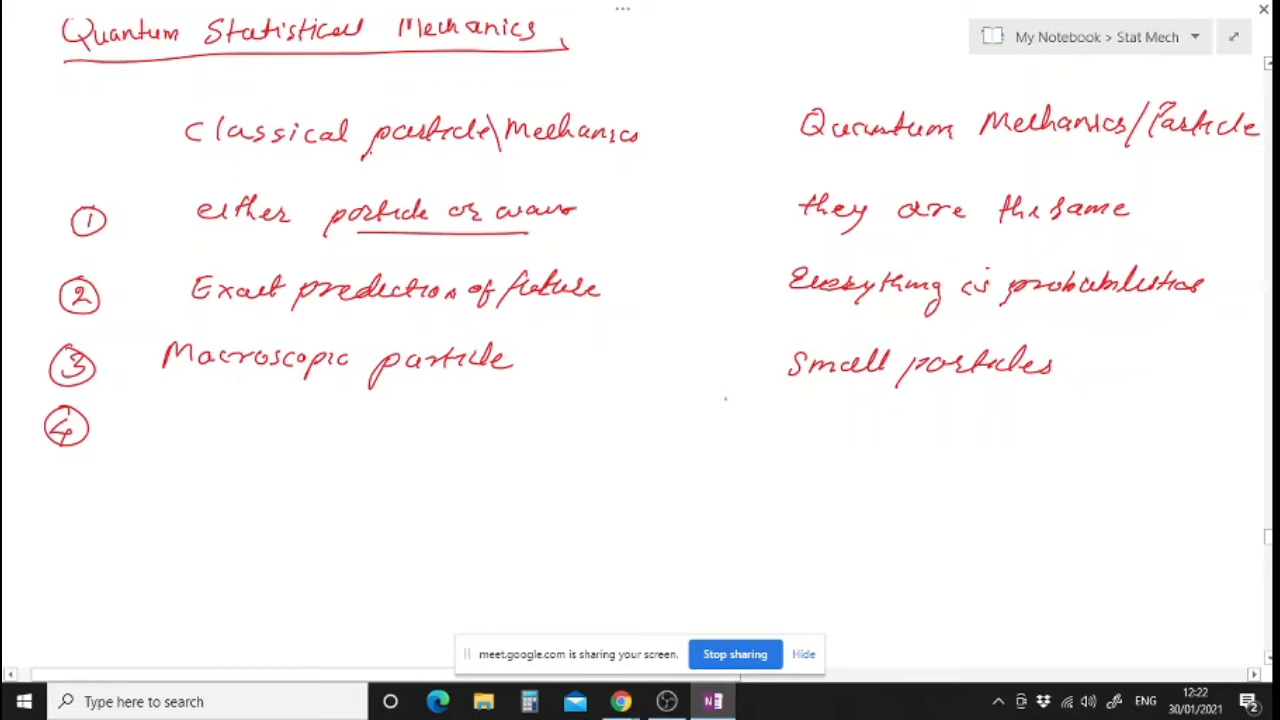 Quantum Statistical Mechanics
My Notebook > Stat Mech
Classical particle\Mechanics Quantum Mechanics/Particle
① either particle or wave they are the same
② Exact prediction of future Everything is probabilistic
③ Macroscopic particle Small particles
④
meet.google.com is sharing your screen. Stop sharing Hide
Type here to search ENG 12:22
30/01/2021 2